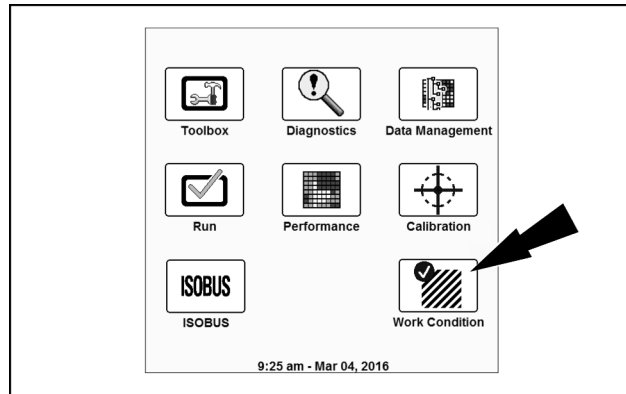 Toolbox
Diagnostics
Data Management
Run
Performance
Calibration
ISOBUS
ISOBUS
Work Condition
9:25 am - Mar 04, 2016